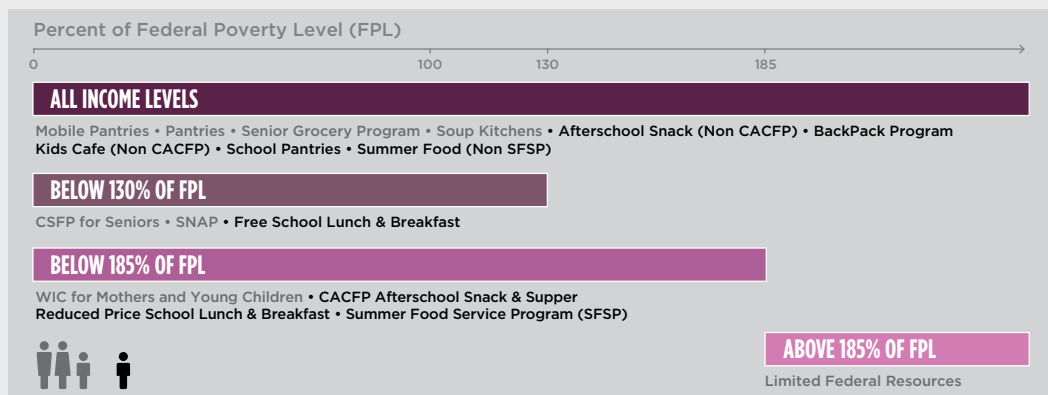 Percent of Federal Poverty Level (FPL)
0 100 130 185
ALL INCOME LEVELS
Mobile Pantries • Pantries • Senior Grocery Program • Soup Kitchens • Afterschool Snack (Non CACFP) • BackPack Program
Kids Cafe (Non CACFP) • School Pantries • Summer Food (Non SFSP)
BELOW 130% OF FPL
CSFP for Seniors • SNAP • Free School Lunch & Breakfast
BELOW 185% OF FPL
WIC for Mothers and Young Children • CACFP Afterschool Snack & Supper
Reduced Price School Lunch & Breakfast • Summer Food Service Program (SFSP)
ABOVE 185% OF FPL
Limited Federal Resources